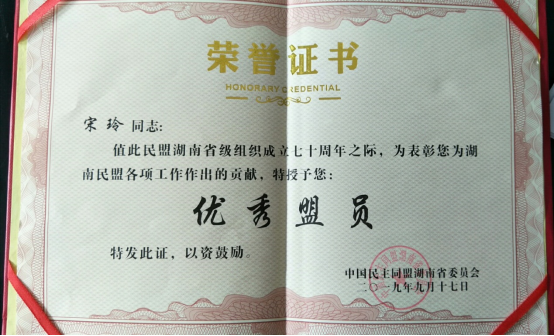 荣誉证书
HONORARY CREDENTIAL
宋玲同志:
值此民盟湖南省级组织成立七十周年之际,为表彰您为湖
南民盟各项工作作出的贡献,特授予您:
优秀盟员
特发此证,以资鼓励。
中国民主同盟湖南省委员会
二〇一九年九月十七日